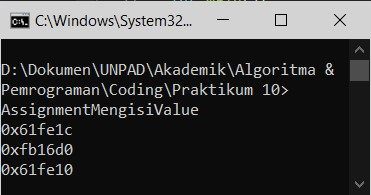 C:\Windows\System32...
D:\Dokumen\UNPAD\Akademik\Algoritma &
Pemrograman\Coding\Praktikum 10>
AssignmentMengisiValue
0x61fe1c
0xfb16d0
0x61fe10